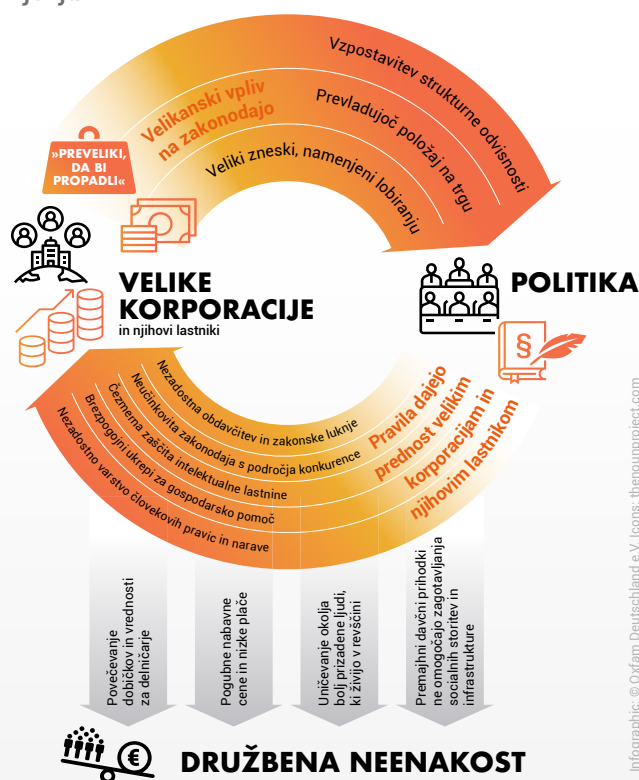 Velikanski vpliv
na zakonodajo
Vzpostavitev strukturne odvisnosti
Prevladujoč položaj na trgu
Veliki zneski, namenjeni lobiranju
»PREVELIKI,
DA BI
PROPADLI«
VELIKE
KORPORACIJE
in njihovi lastniki
POLITIKA
§
Pravila dajejo
prednost velikim
korporacijam in
njihovim lastnikom
Nezadostna obdavčitev in zakonske luknje
Neučinkovita zakonodaja s področja konkurence
Čezmerna zaščita intelektualne lastnine
Brezpogojni ukrepi za gospodarsko pomoč
Nezadostno varstvo človekovih pravic in narave
Povečevanje
dobičkov in vrednosti
za delničarje
Pogubne nabavne
cene in nizke plače
Uničevanje okolja
bolj prizadene ljudi,
ki živijo v revščini
Premajhni davčni prihodki
ne omogočajo zagotavljanja
socialnih storitev in
infrastrukture
€
DRUŽBENA NEENAKOST
Infographic: © Oxfam Deutschland e.V. Icons: thenounproject.com